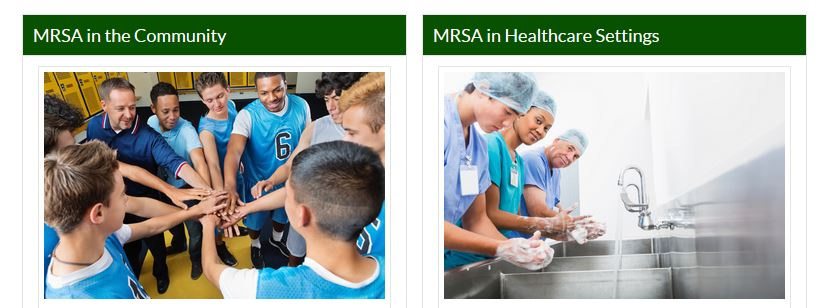 MRSA in the Community
MRSA in Healthcare Settings
6